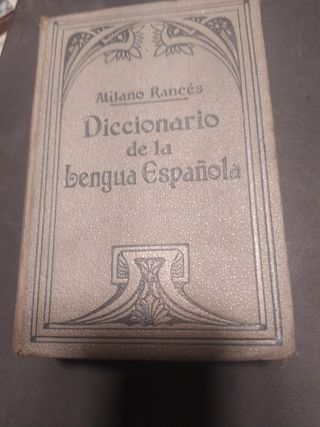 Atilano Rancés
Diccionario
de la
Lengua Española